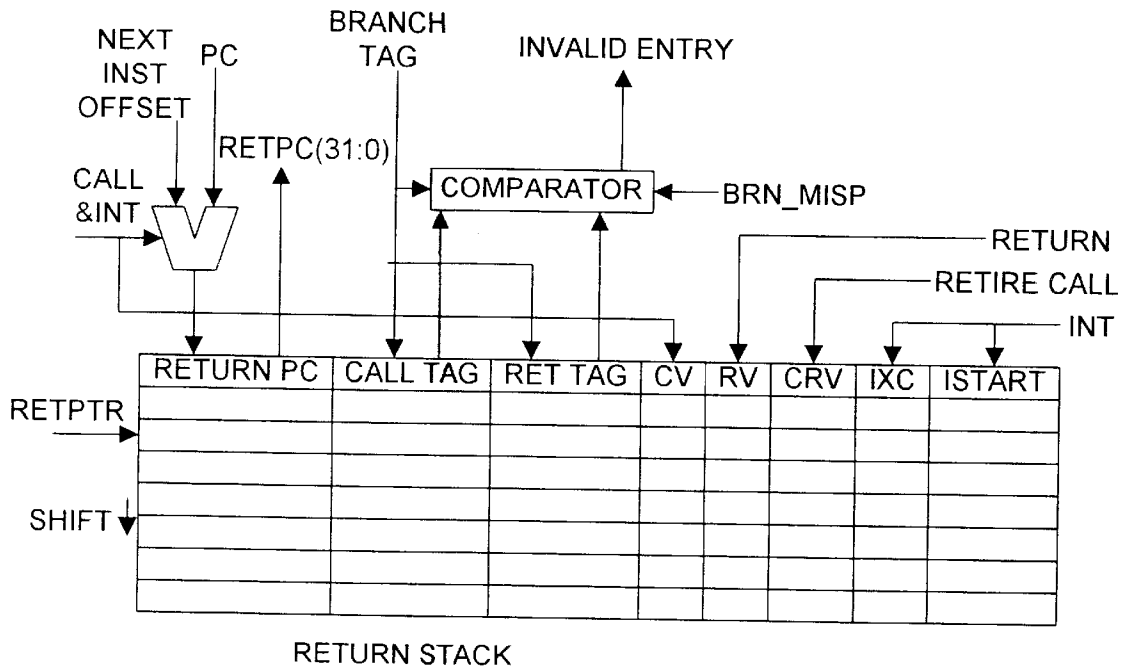 NEXT
INST
OFFSET
PC
BRANCH
TAG
INVALID ENTRY
RETPC(31:0)
CALL
&INT
COMPARATOR
BRN_MISP
RETURN
RETIRE CALL
INT
RETURN PC
CALL TAG
RET TAG
CV
RV
CRV
IXC
ISTART
RETPTR
SHIFT
RETURN STACK